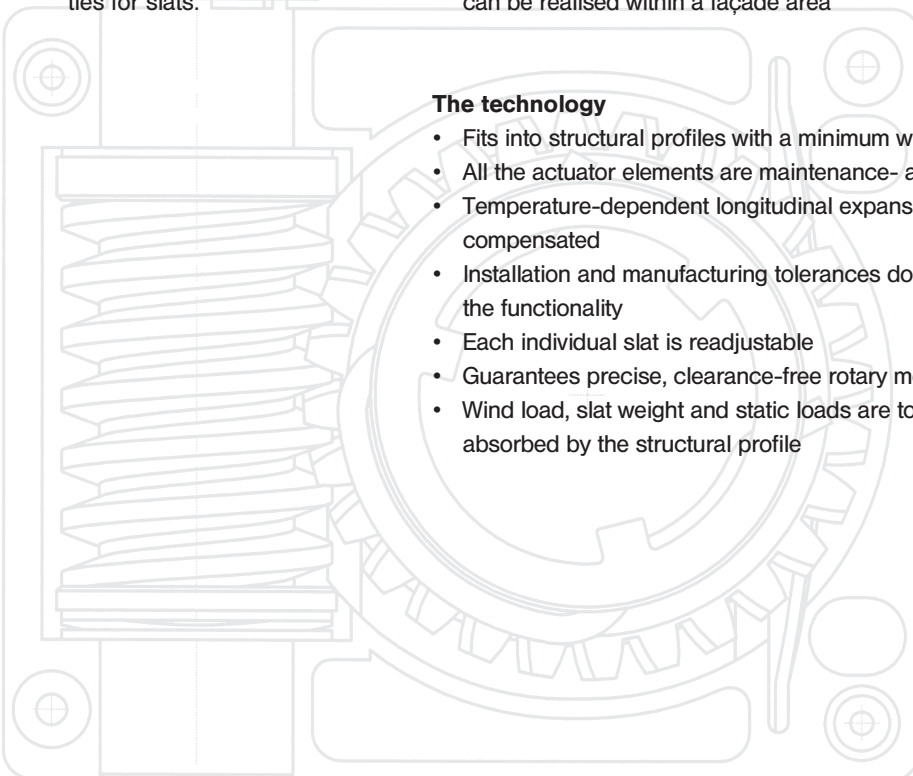 ties for slats.
can be realised within a façade area
The technology
• Fits into structural profiles with a minimum w
• All the actuator elements are maintenance- a
• Temperature-dependent longitudinal expans
compensated
• Installation and manufacturing tolerances do
the functionality
• Each individual slat is readjustable
• Guarantees precise, clearance-free rotary m
• Wind load, slat weight and static loads are to
absorbed by the structural profile